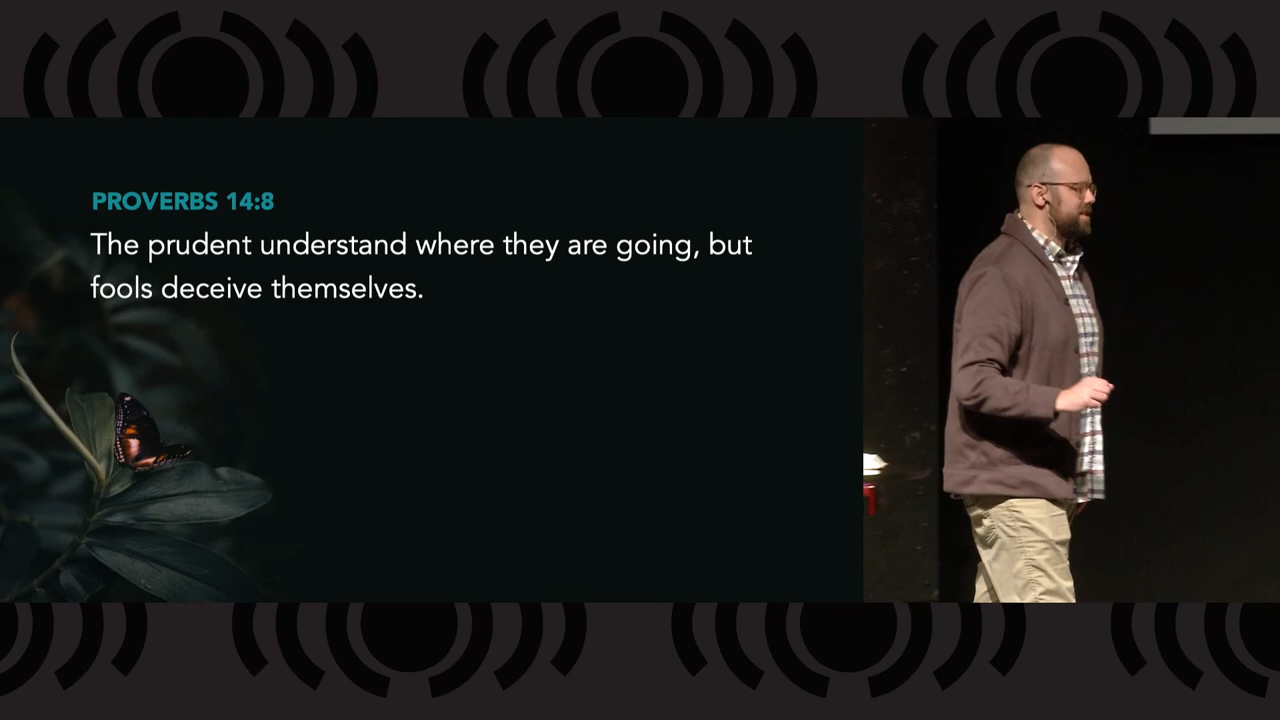 PROVERBS 14:8
The prudent understand where they are going, but
fools deceive themselves.